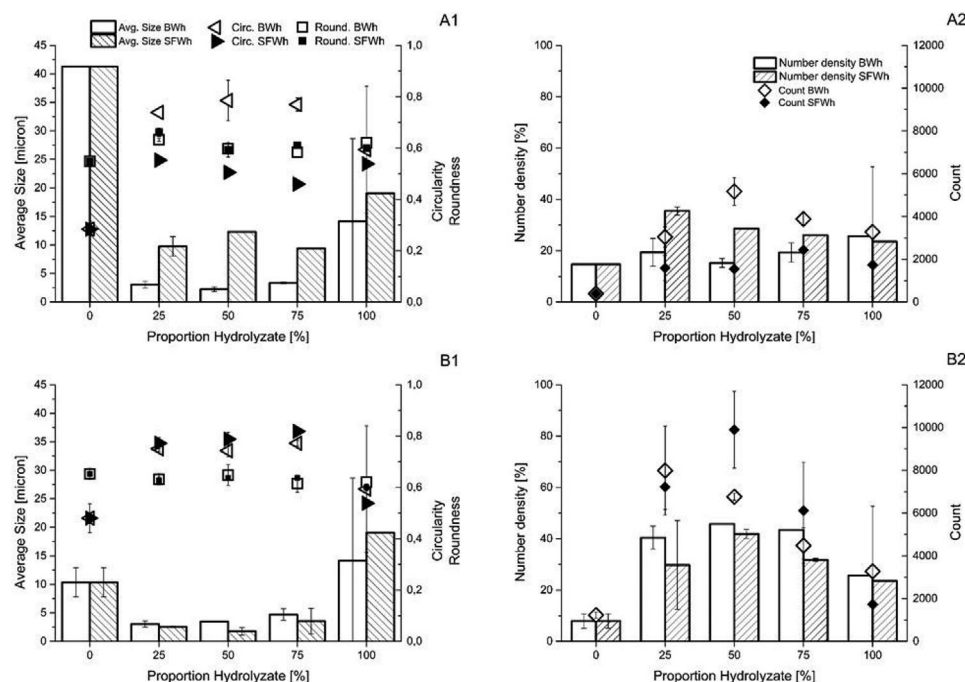 Avg. Size BWh Circ. BWh Round. BWh A1
Avg. Size SFWh Circ. SFWh Round. SFWh
45 40 35 30 25 20 15 10 5 0
Average Size [micron]
1,0 0,8 0,6 0,4 0,2 0,0
Circularity
Roundness
0 25 50 75 100
Proportion Hydrolyzate [%]
A2
100 80 60 40 20 0
Number density [%]
Number density BWh
Number density SFWh
Count BWh
Count SFWh
12000 10000 8000 6000 4000 2000 0
Count
0 25 50 75 100
Proportion Hydrolyzate [%]
B1
45 40 35 30 25 20 15 10 5 0
Average Size [micron]
1,0 0,8 0,6 0,4 0,2 0,0
Circularity
Roundness
0 25 50 75 100
Proportion Hydrolyzate [%]
B2
100 80 60 40 20 0
Number density [%]
12000 10000 8000 6000 4000 2000 0
Count
0 25 50 75 100
Proportion Hydrolyzate [%]